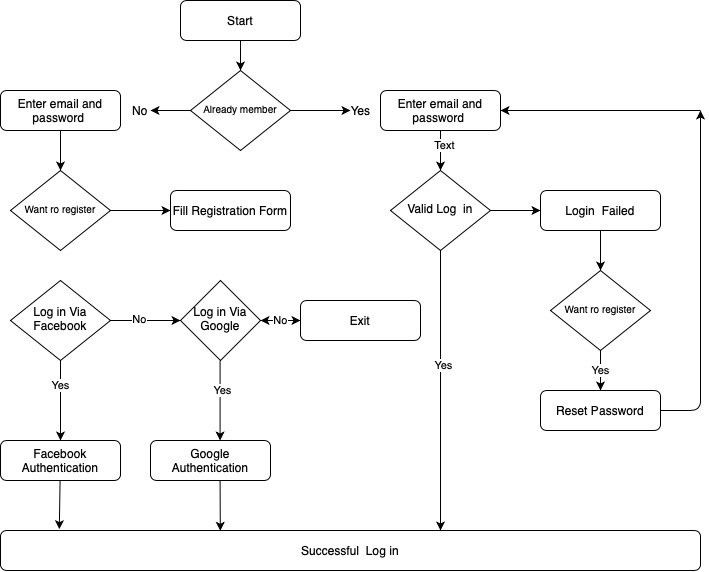 Start
Enter email and
password
No
Already member
Yes
Enter email and
password
Text
Want ro register
Fill Registration Form
Valid Log  in
Login  Failed
Log in Via
Facebook
No
Log in Via
Google
No
Exit
Want ro register
Yes
Yes
Yes
Yes
Reset Password
Facebook
Authentication
Google
Authentication
Successful  Log in